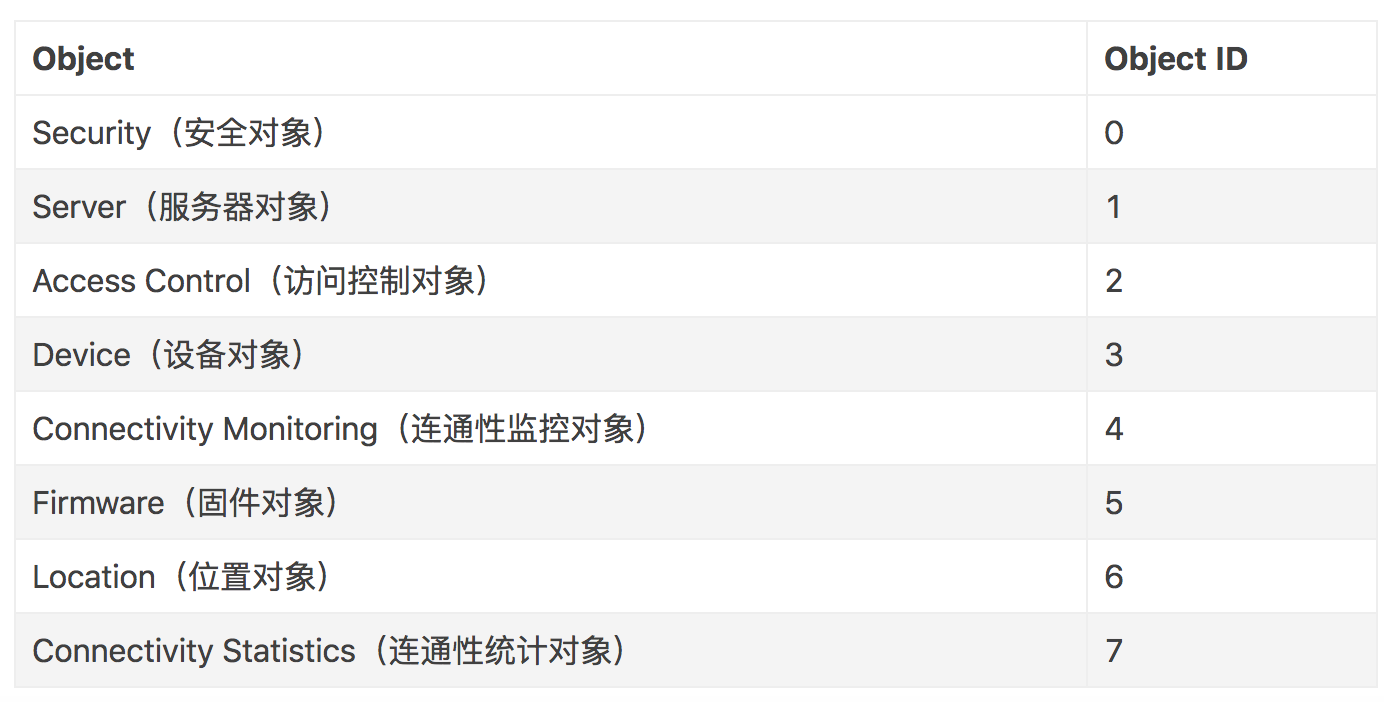 Object Object ID
Security（安全对象） 0
Server（服务器对象） 1
Access Control（访问控制对象） 2
Device（设备对象） 3
Connectivity Monitoring（连通性监控对象） 4
Firmware（固件对象） 5
Location（位置对象） 6
Connectivity Statistics（连通性统计对象） 7